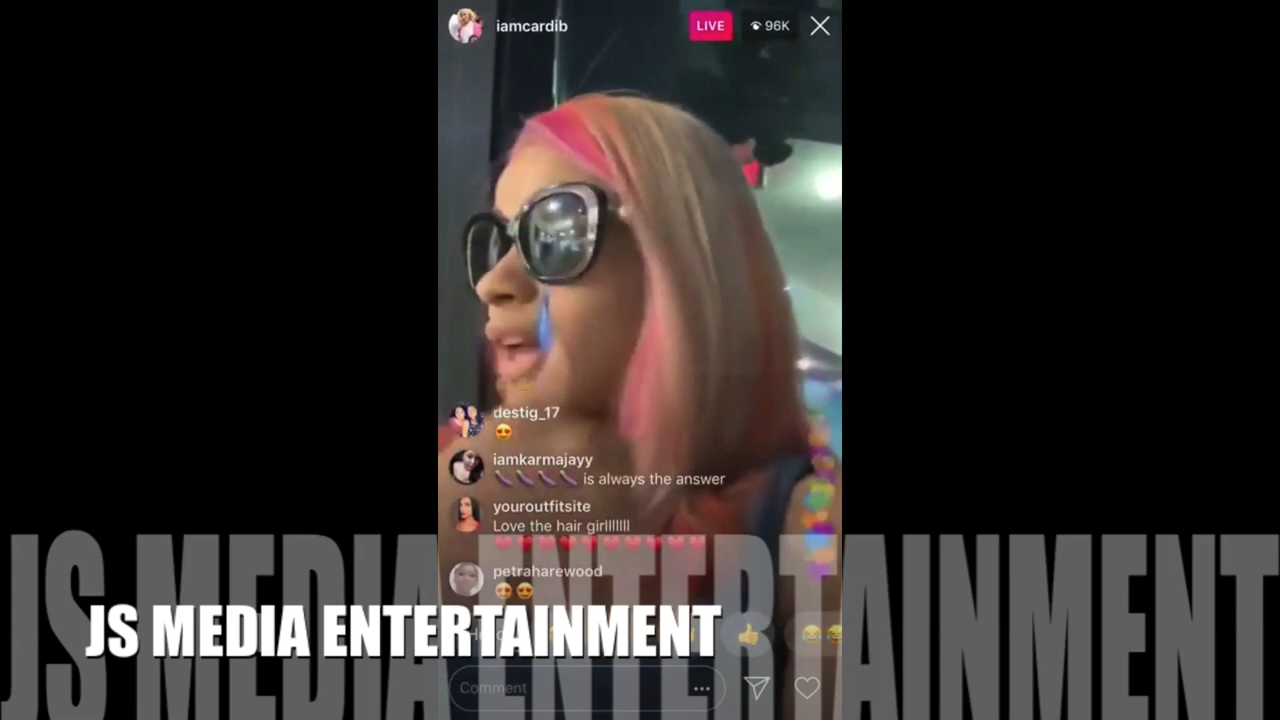 iamcardib
LIVE
96K
destig_17
😍
iamkarmajayy
🍆🍆🍆🍆 is always the answer
youroutfitsite
Love the hair girlllllll
petraharewood
😍😍
JS MEDIA ENTERTAINMENT
JS MEDIA ENTERTAINMENT
Comment